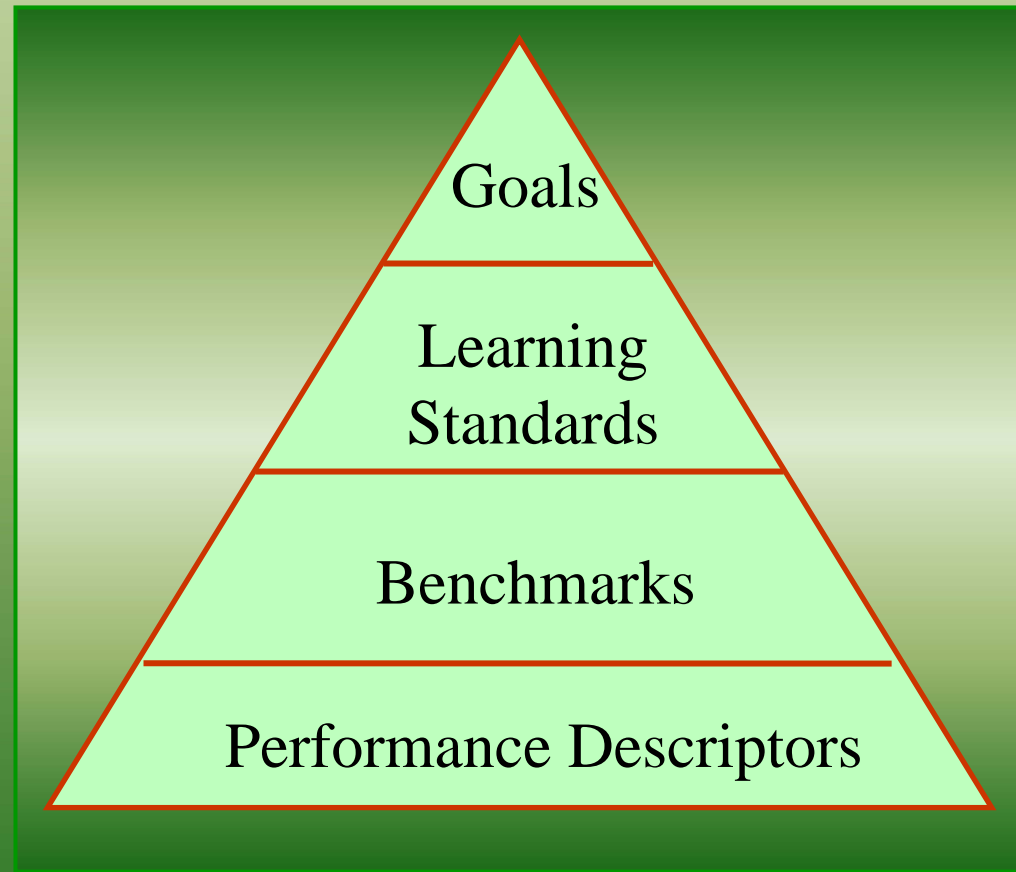 Goals
Learning
Standards
Benchmarks
Performance Descriptors